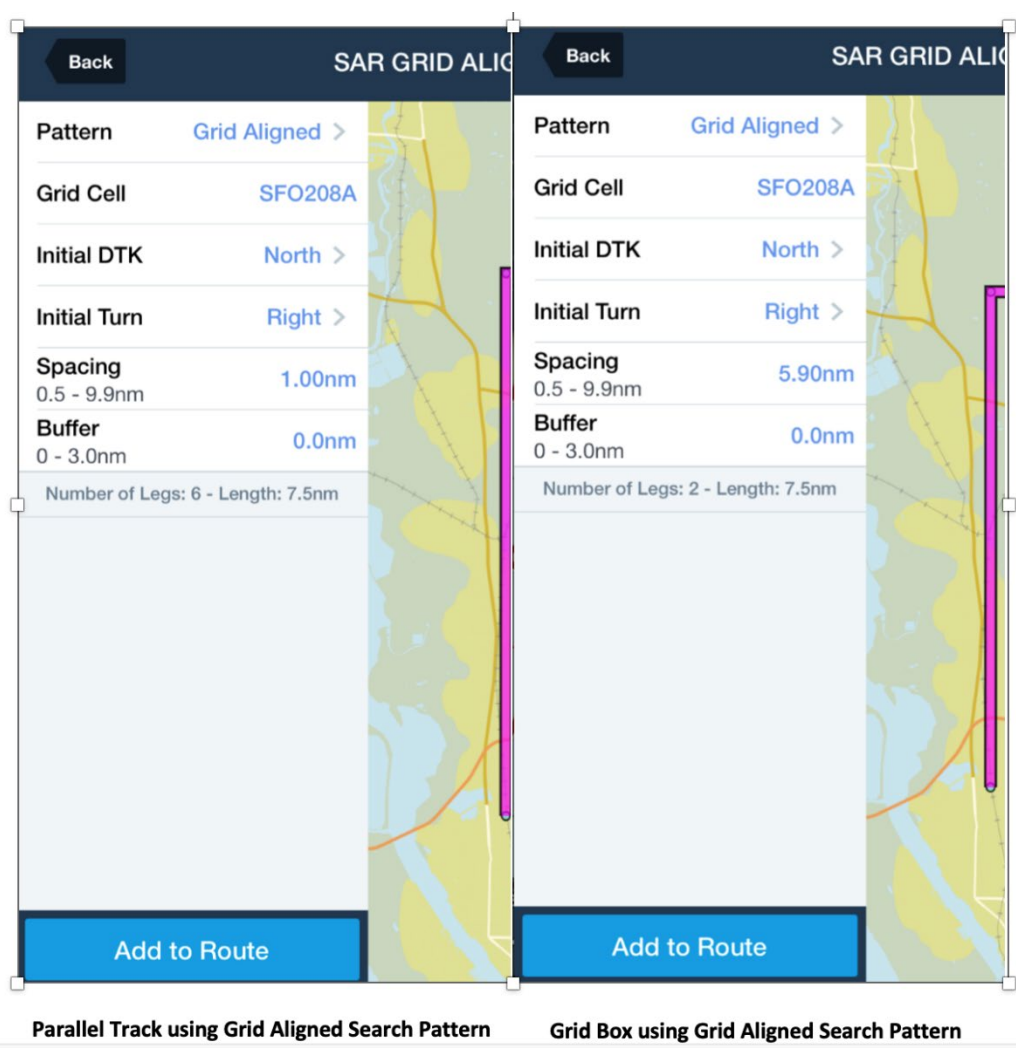 Back
SAR GRID ALIG
Pattern Grid Aligned >
Grid Cell SFO208A
Initial DTK North >
Initial Turn Right >
Spacing
0.5 - 9.9nm 1.00nm
Buffer
0 - 3.0nm 0.0nm
Number of Legs: 6 - Length: 7.5nm
Add to Route
Parallel Track using Grid Aligned Search Pattern
Back
SAR GRID ALI
Pattern Grid Aligned >
Grid Cell SFO208A
Initial DTK North >
Initial Turn Right >
Spacing
0.5 - 9.9nm 5.90nm
Buffer
0 - 3.0nm 0.0nm
Number of Legs: 2 - Length: 7.5nm
Add to Route
Grid Box using Grid Aligned Search Pattern